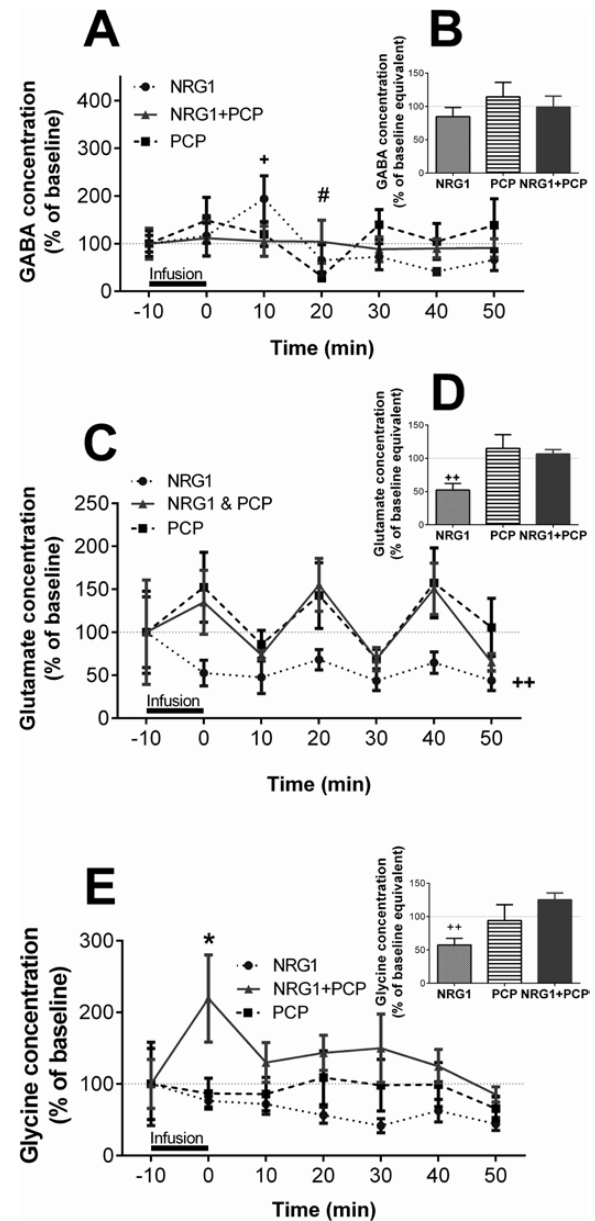 A
GABA concentration
(% of baseline)
400
300
200
100
0
NRG1
NRG1+PCP
PCP
+
#
Infusion
-10 0 10 20 30 40 50
Time (min)
B
GABA concentration
(% of baseline equivalent)
150
100
50
0
NRG1 PCP NRG1+PCP
C
Glutamate concentration
(% of baseline)
250
200
150
100
50
0
NRG1
NRG1 & PCP
PCP
++
Infusion
-10 0 10 20 30 40 50
Time (min)
D
Glutamate concentration
(% of baseline equivalent)
150
100
50
0
++
NRG1 PCP NRG1+PCP
E
Glycine concentration
(% of baseline)
300
200
100
0
*
NRG1
NRG1+PCP
PCP
Infusion
-10 0 10 20 30 40 50
Time (min)
Glycine concentration
(% of baseline equivalent)
150
100
50
0
++
NRG1 PCP NRG1+PCP